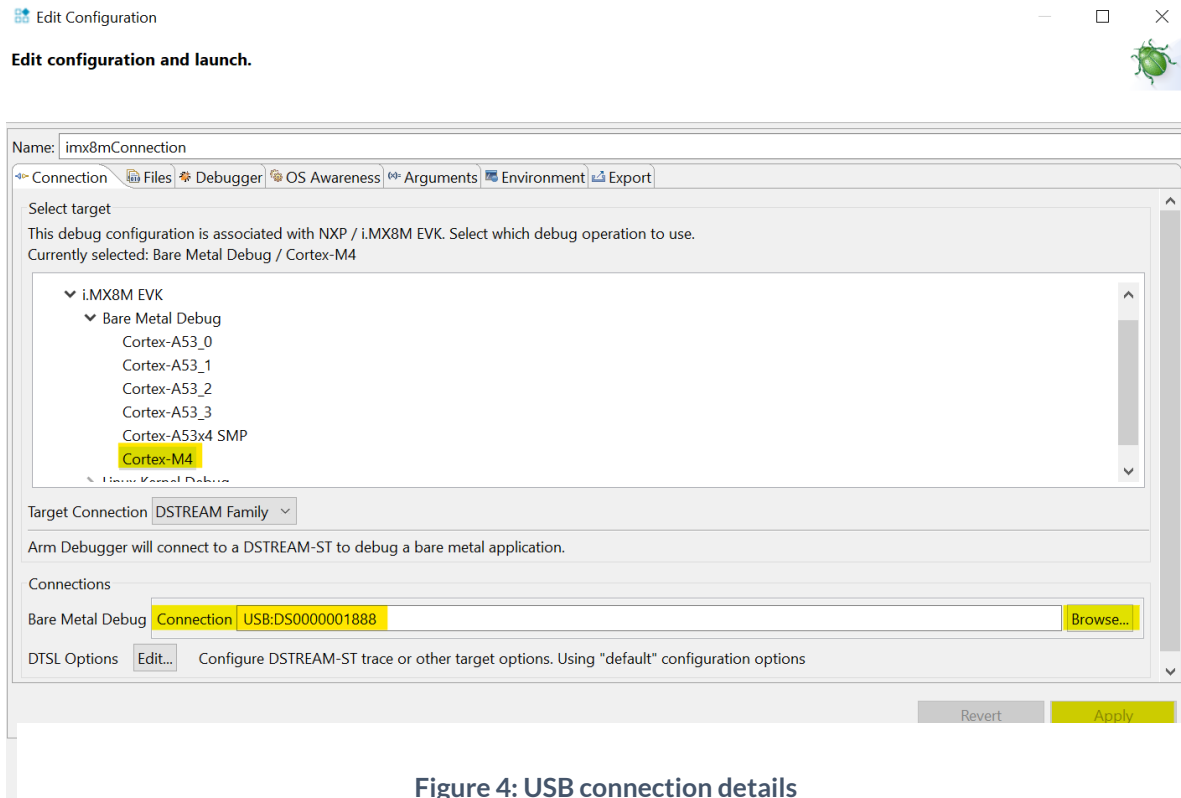 Edit Configuration
Edit configuration and launch.
Name: imx8mConnection
Connection Files Debugger OS Awareness Arguments Environment Export
Select target
This debug configuration is associated with NXP / i.MX8M EVK. Select which debug operation to use.
Currently selected: Bare Metal Debug / Cortex-M4
i.MX8M EVK
Bare Metal Debug
Cortex-A53_0
Cortex-A53_1
Cortex-A53_2
Cortex-A53_3
Cortex-A53x4 SMP
Cortex-M4
Linux Kernel Debug
Target Connection DSTREAM Family
Arm Debugger will connect to a DSTREAM-ST to debug a bare metal application.
Connections
Bare Metal Debug Connection USB:DS0000001888 Browse...
DTSL Options Edit... Configure DSTREAM-ST trace or other target options. Using "default" configuration options
Revert Apply
Figure 4: USB connection details